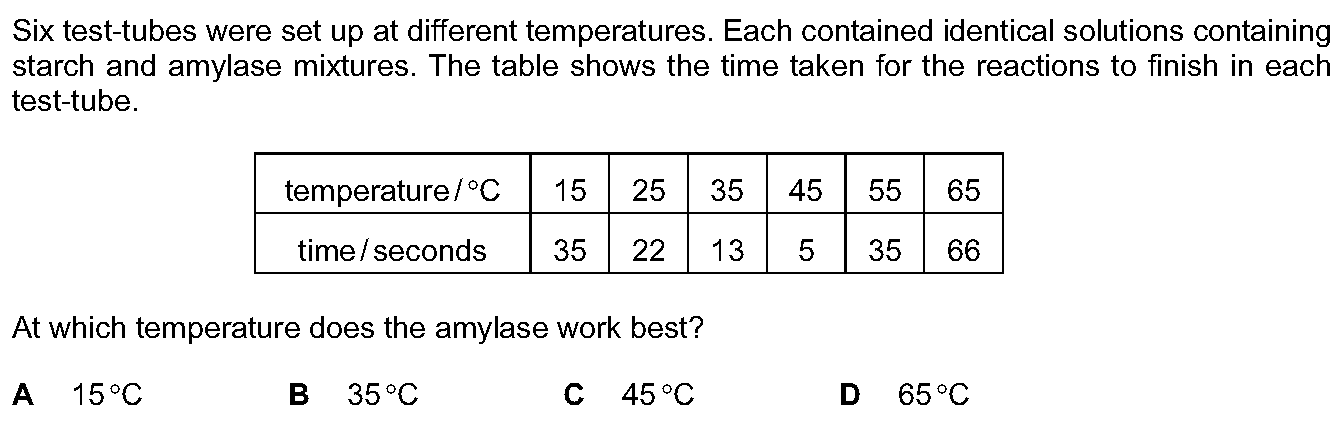 Six test-tubes were set up at different temperatures. Each contained identical solutions containing
starch and amylase mixtures. The table shows the time taken for the reactions to finish in each
test-tube.
temperature / °C 15 25 35 45 55 65
time / seconds 35 22 13 5 35 66
At which temperature does the amylase work best?
A 15 °C B 35 °C C 45 °C D 65 °C